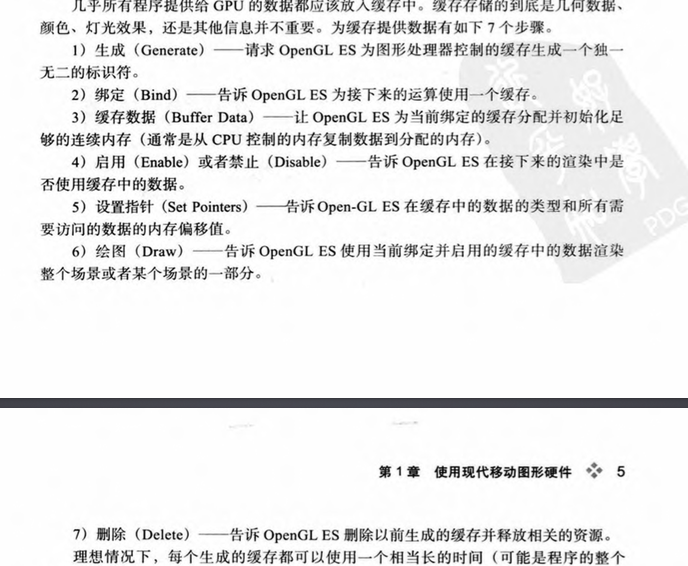 几乎所有程序提供给 GPU 的数据都应该放入缓存中。缓存存储的到底是几何数据、
颜色、灯光效果，还是其他信息并不重要。为缓存提供数据有如下 7 个步骤。
1）生成（Generate）——请求 OpenGL ES 为图形处理器控制的缓存生成一个独一
无二的标识符。
2）绑定（Bind）——告诉 OpenGL ES 为接下来的运算使用一个缓存。
3）缓存数据（Buffer Data）——让 OpenGL ES 为当前绑定的缓存分配并初始化足
够的连续内存（通常是从 CPU 控制的内存复制数据到分配的内存）。
4）启用（Enable）或者禁止（Disable）——告诉 OpenGL ES 在接下来的渲染中是
否使用缓存中的数据。
5）设置指针（Set Pointers）——告诉 Open-GL ES 在缓存中的数据的类型和所有需
要访问的数据的内存偏移值。
6）绘图（Draw）——告诉 OpenGL ES 使用当前绑定并启用的缓存中的数据渲染
整个场景或者某个场景的一部分。
PDG
第 1 章 使用现代移动图形硬件 5
7）删除（Delete）——告诉 OpenGL ES 删除以前生成的缓存并释放相关的资源。
理想情况下，每个生成的缓存都可以使用一个相当长的时间（可能是程序的整个